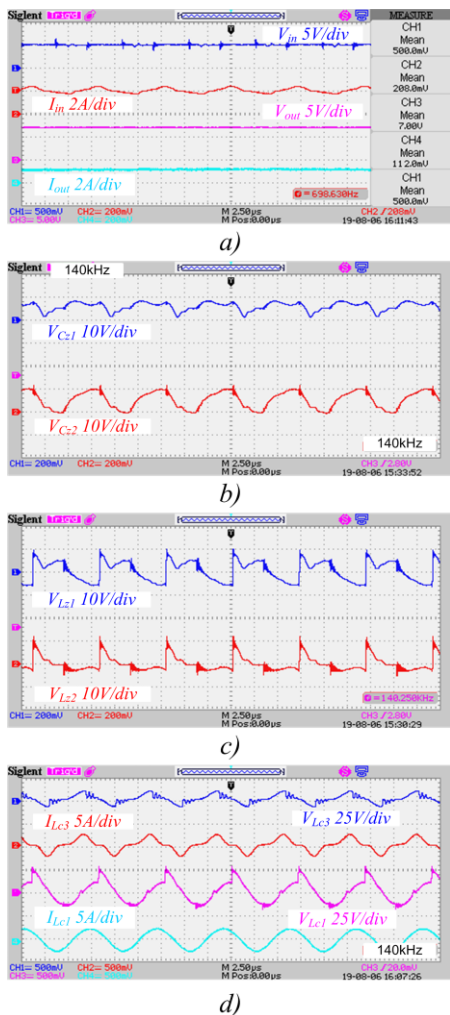 Siglent Trig'd
MEASURE
CH1
Mean
500.0mV
CH2
Mean
208.0mV
CH3
Mean
7.00V
CH4
Mean
112.0mV
CH1
Mean
500.0mV
Vin 5V/div
Iin 2A/div
Vout 5V/div
Iout 2A/div
f=698.630Hz
CH1= 500mV CH2= 200mV M 2.50μs CH2 208mV
CH3= 5.00V CH4= 200mV M Pos:0.00μs 19-08-06 16:11:43
a)
Siglent
140kHz
VCz1 10V/div
VCz2 10V/div
140kHz
CH1= 200mV CH2= 200mV M 2.50μs CH3 2.80V
M Pos:0.00μs 19-08-06 15:33:52
b)
Siglent Trig'd
VLz1 10V/div
VLz2 10V/div
f=140.250KHz
CH1= 200mV CH2= 200mV M 2.50μs CH3 2.80V
M Pos:0.00μs 19-08-06 15:30:29
c)
Siglent Trig'd
ILc3 5A/div
VLc3 25V/div
ILc1 5A/div
VLc1 25V/div
140kHz
CH1= 500mV CH2= 500mV M 2.50μs CH3 20.0mV
CH3= 500mV CH4= 500mV M Pos:0.00μs 19-08-06 16:07:26
d)